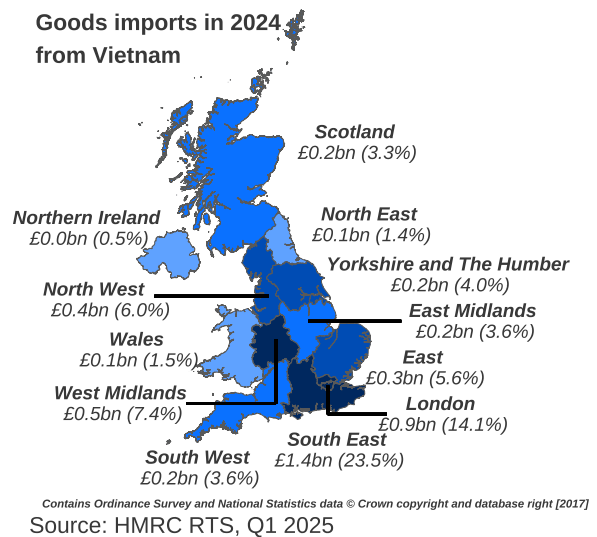 Goods imports in 2024
from Vietnam
Scotland
£0.2bn (3.3%)
Northern Ireland
£0.0bn (0.5%)
North East
£0.1bn (1.4%)
Yorkshire and The Humber
£0.2bn (4.0%)
North West
£0.4bn (6.0%)
East Midlands
£0.2bn (3.6%)
Wales
£0.1bn (1.5%)
East
£0.3bn (5.6%)
West Midlands
£0.5bn (7.4%)
London
£0.9bn (14.1%)
South East
£1.4bn (23.5%)
South West
£0.2bn (3.6%)
Contains Ordinance Survey and National Statistics data © Crown copyright and database right [2017]
Source: HMRC RTS, Q1 2025